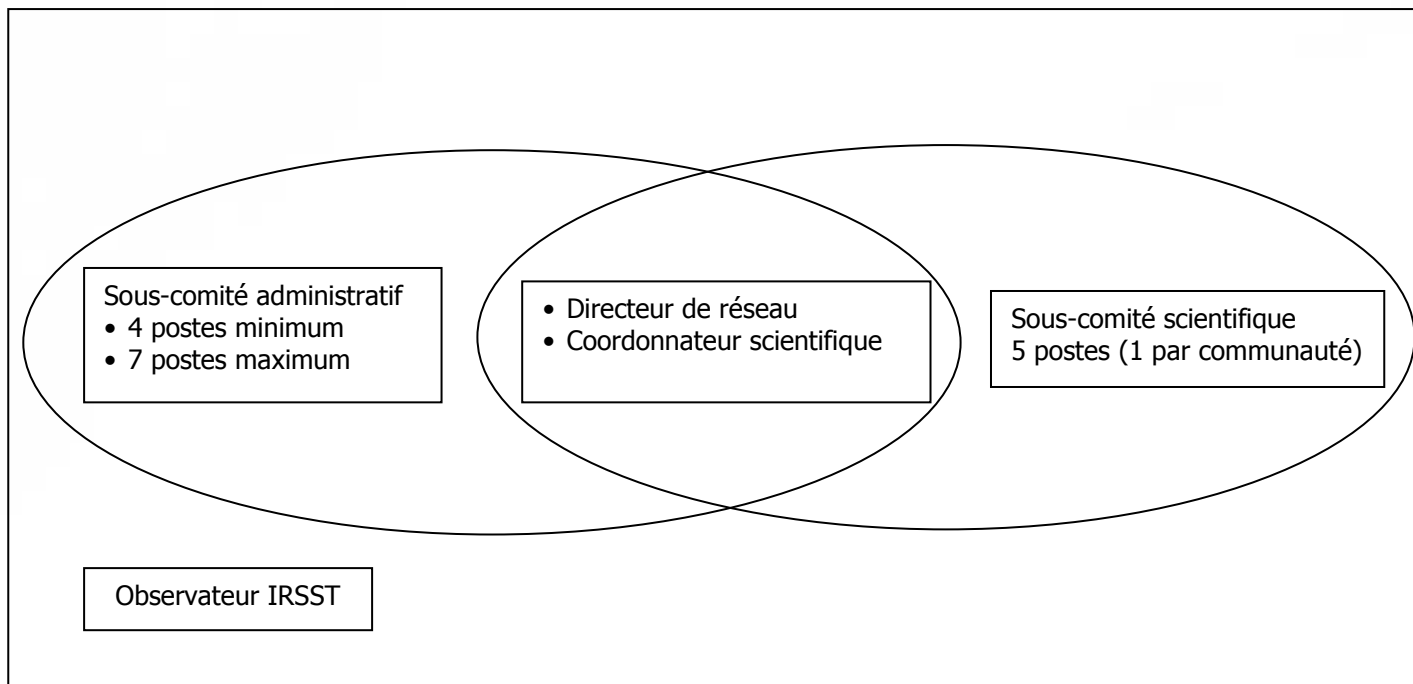 Sous-comité administratif
• 4 postes minimum
• 7 postes maximum
• Directeur de réseau
• Coordonnateur scientifique
Sous-comité scientifique
5 postes (1 par communauté)
Observateur IRSST